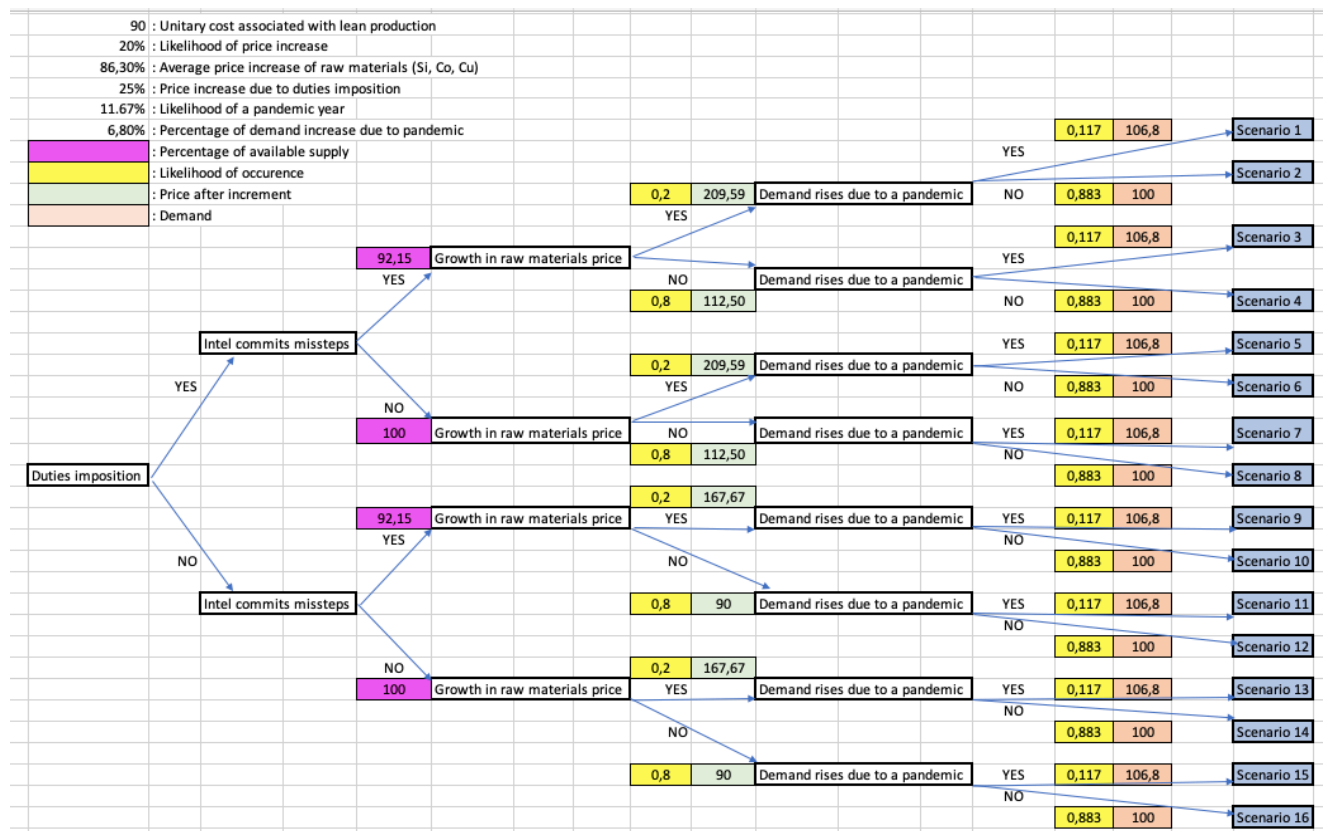 90 : Unitary cost associated with lean production
20% : Likelihood of price increase
86,30% : Average price increase of raw materials (Si, Co, Cu)
25% : Price increase due to duties imposition
11.67% : Likelihood of a pandemic year
6,80% : Percentage of demand increase due to pandemic
: Percentage of available supply
: Likelihood of occurence
: Price after increment
: Demand
0,117 106,8 Scenario 1
YES
Scenario 2
0,2 209,59 Demand rises due to a pandemic NO 0,883 100
YES
0,117 106,8 Scenario 3
92,15 Growth in raw materials price YES
YES NO Demand rises due to a pandemic
0,8 112,50 NO 0,883 100 Scenario 4
Intel commits missteps YES 0,117 106,8 Scenario 5
0,2 209,59 Demand rises due to a pandemic
YES YES NO 0,883 100 Scenario 6
NO
100 Growth in raw materials price NO Demand rises due to a pandemic YES 0,117 106,8 Scenario 7
0,8 112,50 NO
Duties imposition 0,883 100 Scenario 8
0,2 167,67
92,15 Growth in raw materials price YES Demand rises due to a pandemic YES 0,117 106,8 Scenario 9
YES NO
NO NO 0,883 100 Scenario 10
Intel commits missteps 0,8 90 Demand rises due to a pandemic YES 0,117 106,8 Scenario 11
NO
0,883 100 Scenario 12
NO 0,2 167,67
100 Growth in raw materials price YES Demand rises due to a pandemic YES 0,117 106,8 Scenario 13
NO
NO 0,883 100 Scenario 14
0,8 90 Demand rises due to a pandemic YES 0,117 106,8 Scenario 15
NO
0,883 100 Scenario 16